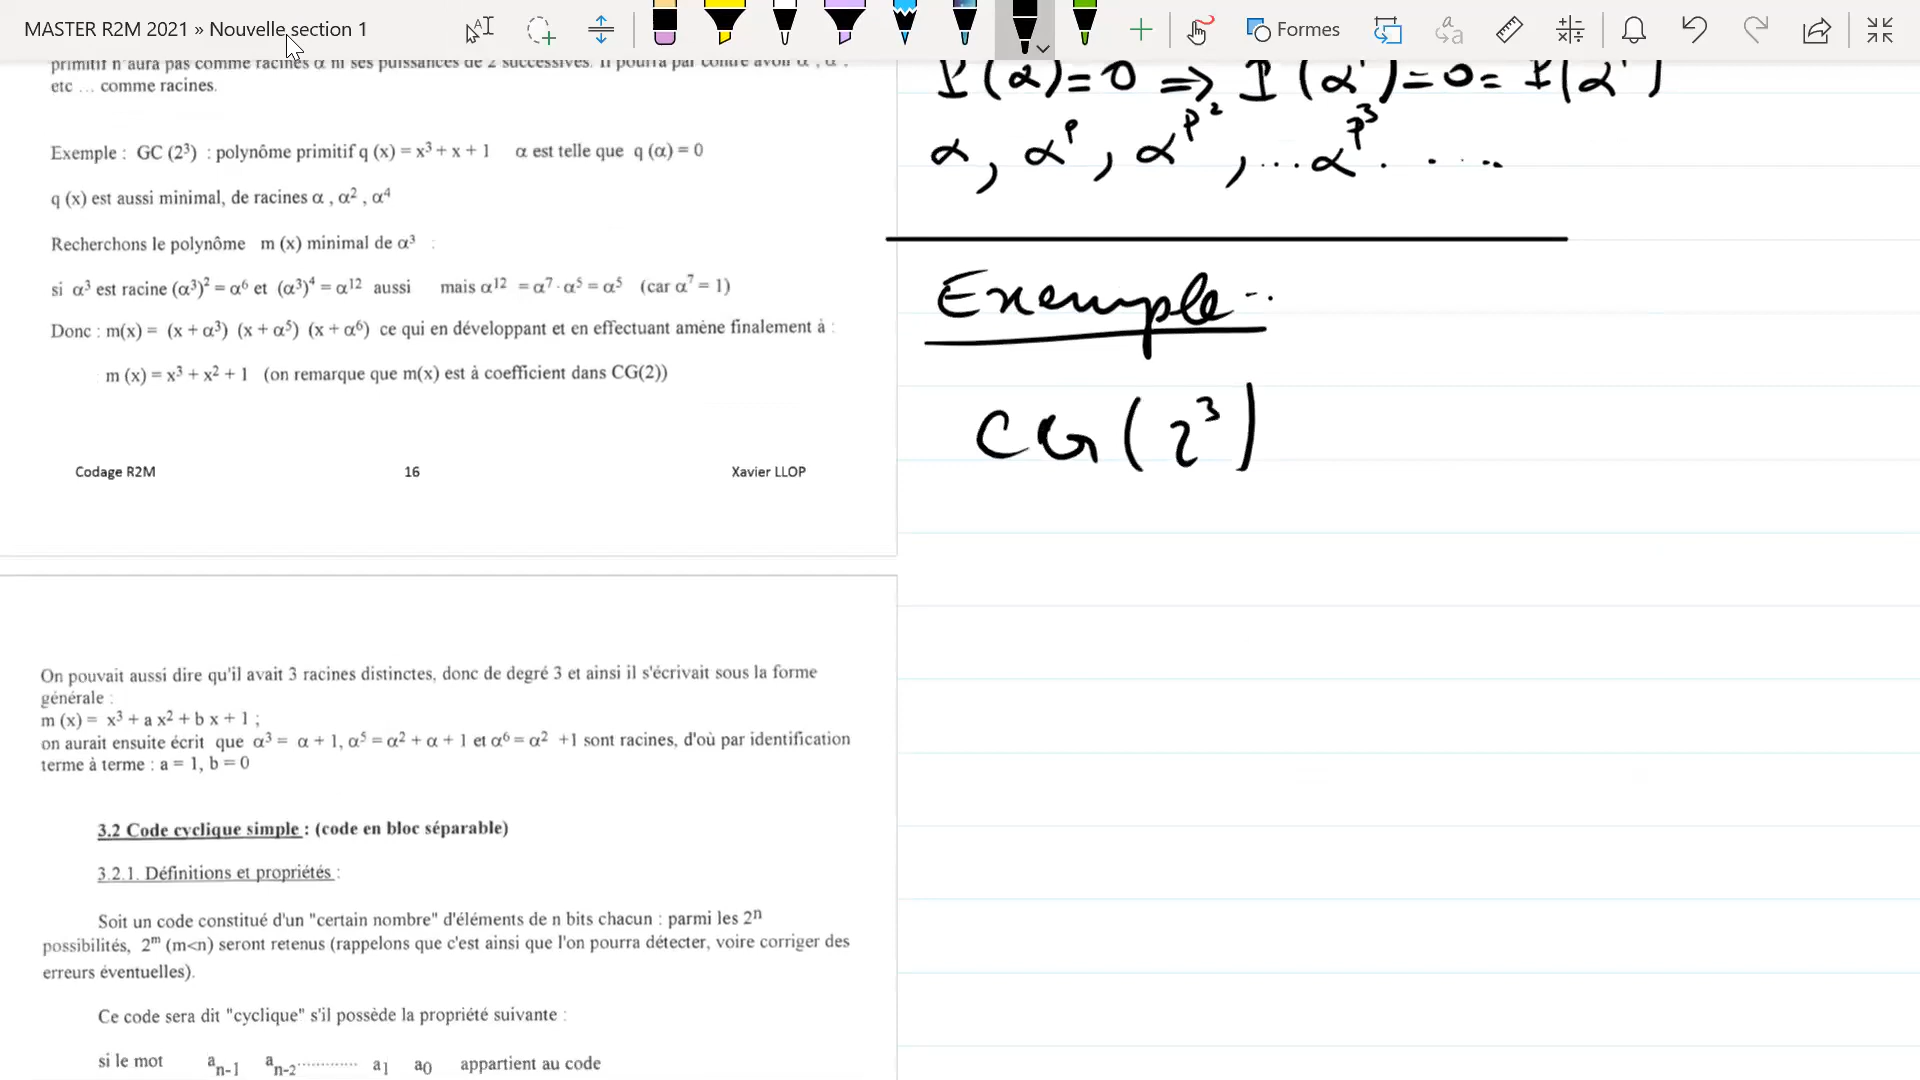 MASTER R2M 2021 » Nouvelle section 1
Formes
primitif n'aura pas comme racines α ni ses puissances de 2 successives. Il pourra par contre avoir
etc ... comme racines.
Exemple : GC (2³) : polynôme primitif q (x) = x³ + x + 1 α est telle que q (α) = 0
q (x) est aussi minimal, de racines α , α² , α⁴
Recherchons le polynôme m (x) minimal de α³ :
si α³ est racine (α³)² = α⁶ et (α³)⁴ = α¹² aussi mais α¹² = α⁷ · α⁵ = α⁵ (car α⁷ = 1)
Donc : m(x) = (x + α³) (x + α⁵) (x + α⁶) ce qui en développant et en effectuant amène finalement à :
m (x) = x³ + x² + 1 (on remarque que m(x) est à coefficient dans CG(2))
Codage R2M 16 Xavier LLOP
On pouvait aussi dire qu'il avait 3 racines distinctes, donc de degré 3 et ainsi il s'écrivait sous la forme
générale :
m (x) = x³ + a x² + b x + 1 ;
on aurait ensuite écrit que α³ = α + 1, α⁵ = α² + α + 1 et α⁶ = α² +1 sont racines, d'où par identification
terme à terme : a = 1, b = 0
3.2 Code cyclique simple : (code en bloc séparable)
3.2.1. Définitions et propriétés :
Soit un code constitué d'un "certain nombre" d'éléments de n bits chacun : parmi les 2ⁿ
possibilités, 2ᵐ (m<n) seront retenus (rappelons que c'est ainsi que l'on pourra détecter, voire corriger des
erreurs éventuelles).
Ce code sera dit "cyclique" s'il possède la propriété suivante :
si le mot aₙ₋₁ aₙ₋₂............ a₁ a₀ appartient au code
α, αᵖ, αᵖ², ... αᵖ³. . ...
Exemple :
CG(2³)